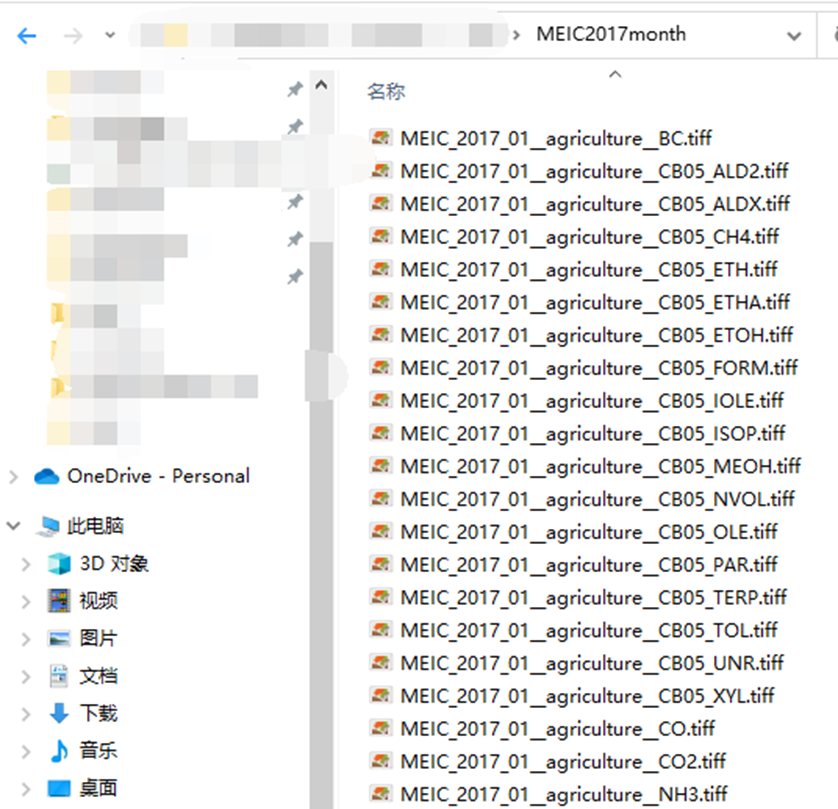 MEIC2017month
名称
MEIC_2017_01__agriculture__BC.tiff
MEIC_2017_01__agriculture__CB05_ALD2.tiff
MEIC_2017_01__agriculture__CB05_ALDX.tiff
MEIC_2017_01__agriculture__CB05_CH4.tiff
MEIC_2017_01__agriculture__CB05_ETH.tiff
MEIC_2017_01__agriculture__CB05_ETHA.tiff
MEIC_2017_01__agriculture__CB05_ETOH.tiff
MEIC_2017_01__agriculture__CB05_FORM.tiff
MEIC_2017_01__agriculture__CB05_IOLE.tiff
MEIC_2017_01__agriculture__CB05_ISOP.tiff
MEIC_2017_01__agriculture__CB05_MEOH.tiff
MEIC_2017_01__agriculture__CB05_NVOL.tiff
MEIC_2017_01__agriculture__CB05_OLE.tiff
MEIC_2017_01__agriculture__CB05_PAR.tiff
MEIC_2017_01__agriculture__CB05_TERP.tiff
MEIC_2017_01__agriculture__CB05_TOL.tiff
MEIC_2017_01__agriculture__CB05_UNR.tiff
MEIC_2017_01__agriculture__CB05_XYL.tiff
MEIC_2017_01__agriculture__CO.tiff
MEIC_2017_01__agriculture__CO2.tiff
MEIC_2017_01__agriculture__NH3.tiff
OneDrive - Personal
此电脑
3D 对象
视频
图片
文档
下载
音乐
桌面